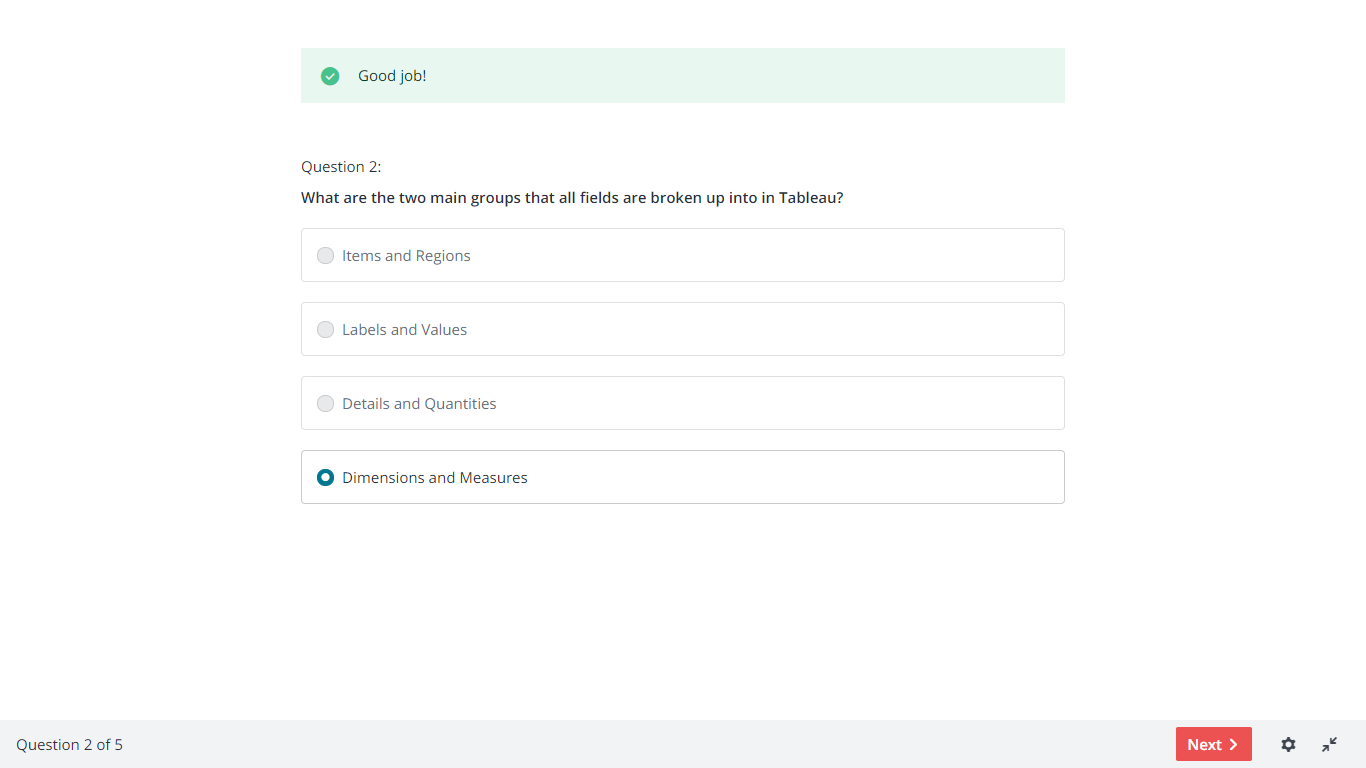 Good job!
Question 2:
What are the two main groups that all fields are broken up into in Tableau?
Items and Regions
Labels and Values
Details and Quantities
Dimensions and Measures
Question 2 of 5
Next